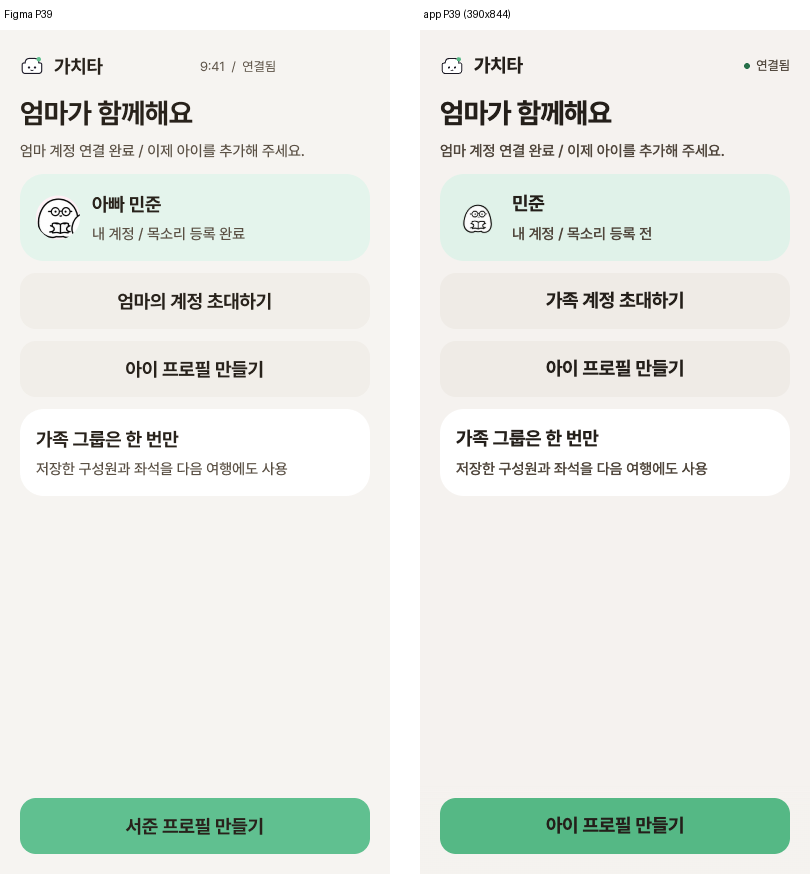 Figma P39
가치타
9:41 / 연결됨
엄마가 함께해요
엄마 계정 연결 완료 / 이제 아이를 추가해 주세요.
아빠 민준
내 계정 / 목소리 등록 완료
엄마의 계정 초대하기
아이 프로필 만들기
가족 그룹은 한 번만
저장한 구성원과 좌석을 다음 여행에도 사용
서준 프로필 만들기
app P39 (390x844)
가치타
연결됨
엄마가 함께해요
엄마 계정 연결 완료 / 이제 아이를 추가해 주세요.
민준
내 계정 / 목소리 등록 전
가족 계정 초대하기
아이 프로필 만들기
가족 그룹은 한 번만
저장한 구성원과 좌석을 다음 여행에도 사용
아이 프로필 만들기